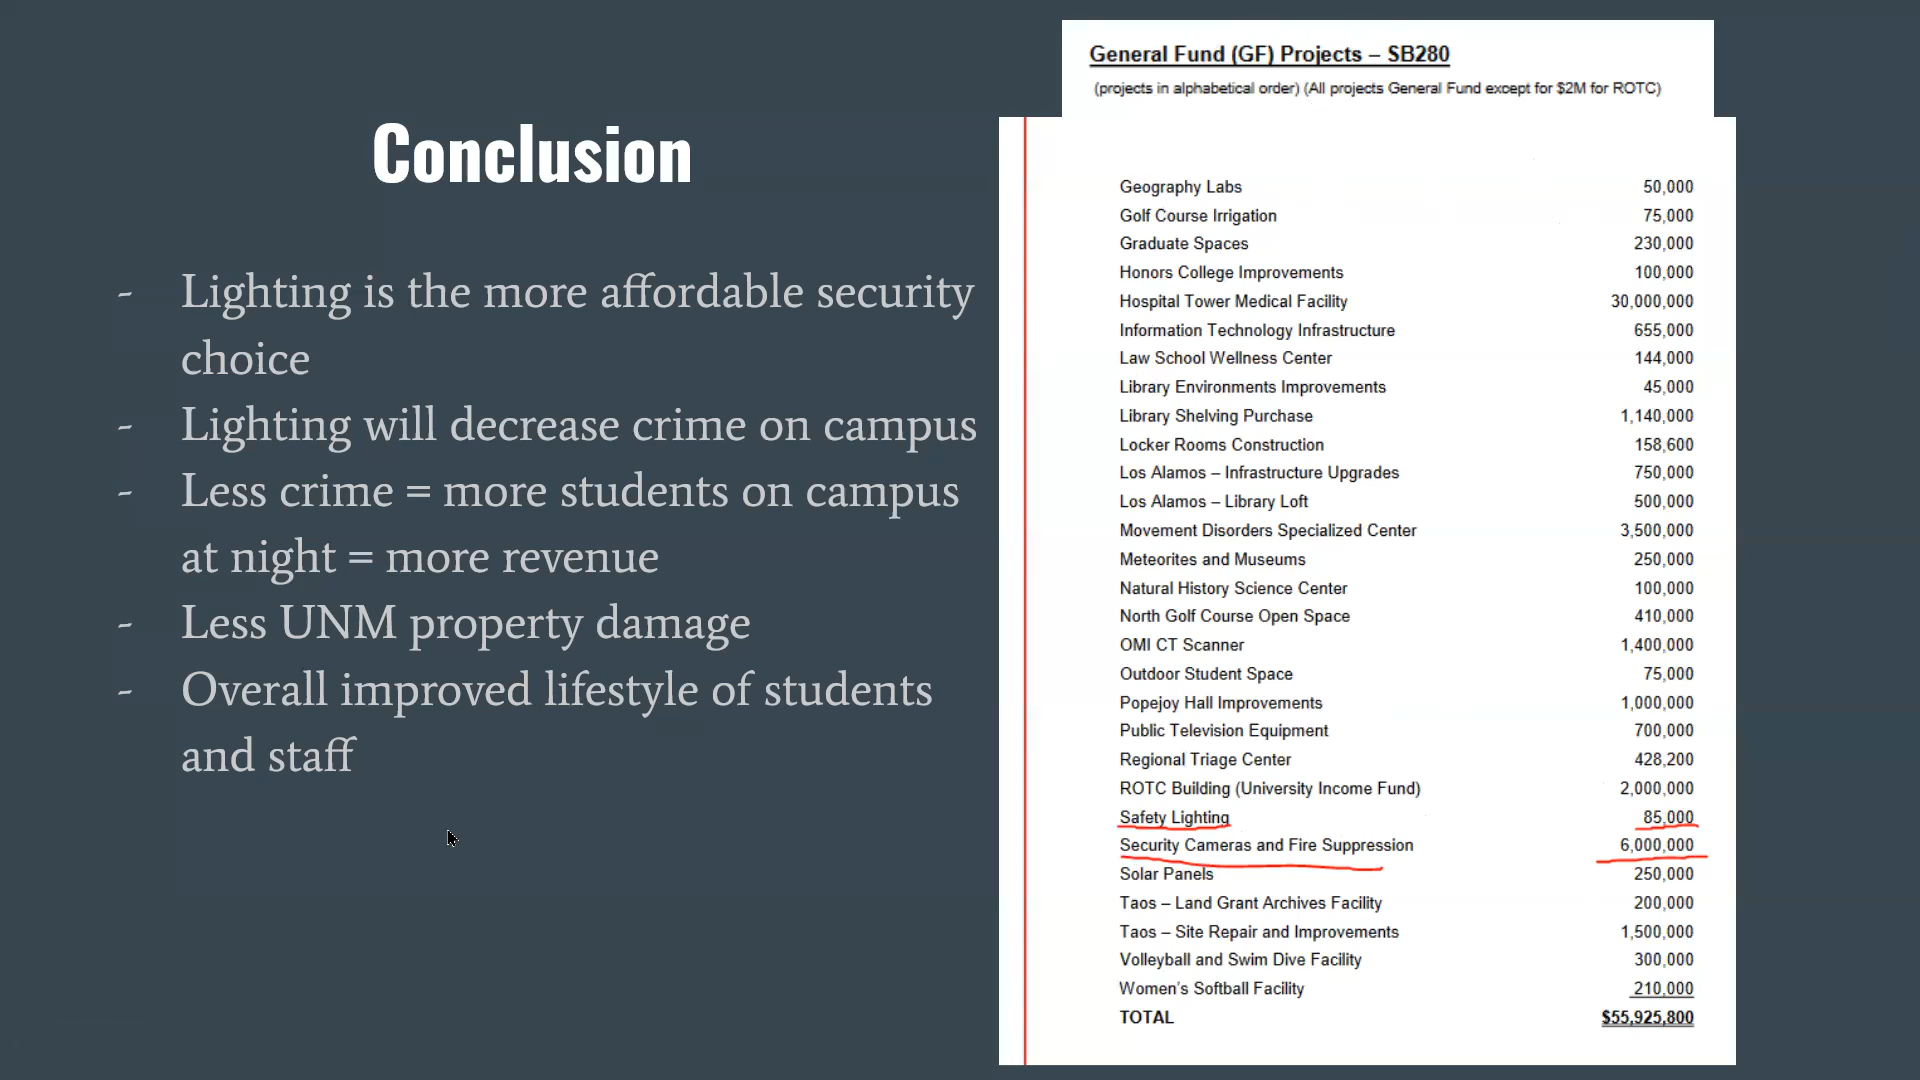 Conclusion
- Lighting is the more affordable security
choice
- Lighting will decrease crime on campus
- Less crime = more students on campus
at night = more revenue
- Less UNM property damage
- Overall improved lifestyle of students
and staff
General Fund (GF) Projects – SB280
(projects in alphabetical order) (All projects General Fund except for $2M for ROTC)
Geography Labs 50,000
Golf Course Irrigation 75,000
Graduate Spaces 230,000
Honors College Improvements 100,000
Hospital Tower Medical Facility 30,000,000
Information Technology Infrastructure 655,000
Law School Wellness Center 144,000
Library Environments Improvements 45,000
Library Shelving Purchase 1,140,000
Locker Rooms Construction 158,600
Los Alamos – Infrastructure Upgrades 750,000
Los Alamos – Library Loft 500,000
Movement Disorders Specialized Center 3,500,000
Meteorites and Museums 250,000
Natural History Science Center 100,000
North Golf Course Open Space 410,000
OMI CT Scanner 1,400,000
Outdoor Student Space 75,000
Popejoy Hall Improvements 1,000,000
Public Television Equipment 700,000
Regional Triage Center 428,200
ROTC Building (University Income Fund) 2,000,000
Safety Lighting 85,000
Security Cameras and Fire Suppression 6,000,000
Solar Panels 250,000
Taos – Land Grant Archives Facility 200,000
Taos – Site Repair and Improvements 1,500,000
Volleyball and Swim Dive Facility 300,000
Women's Softball Facility 210,000
TOTAL $55,925,800